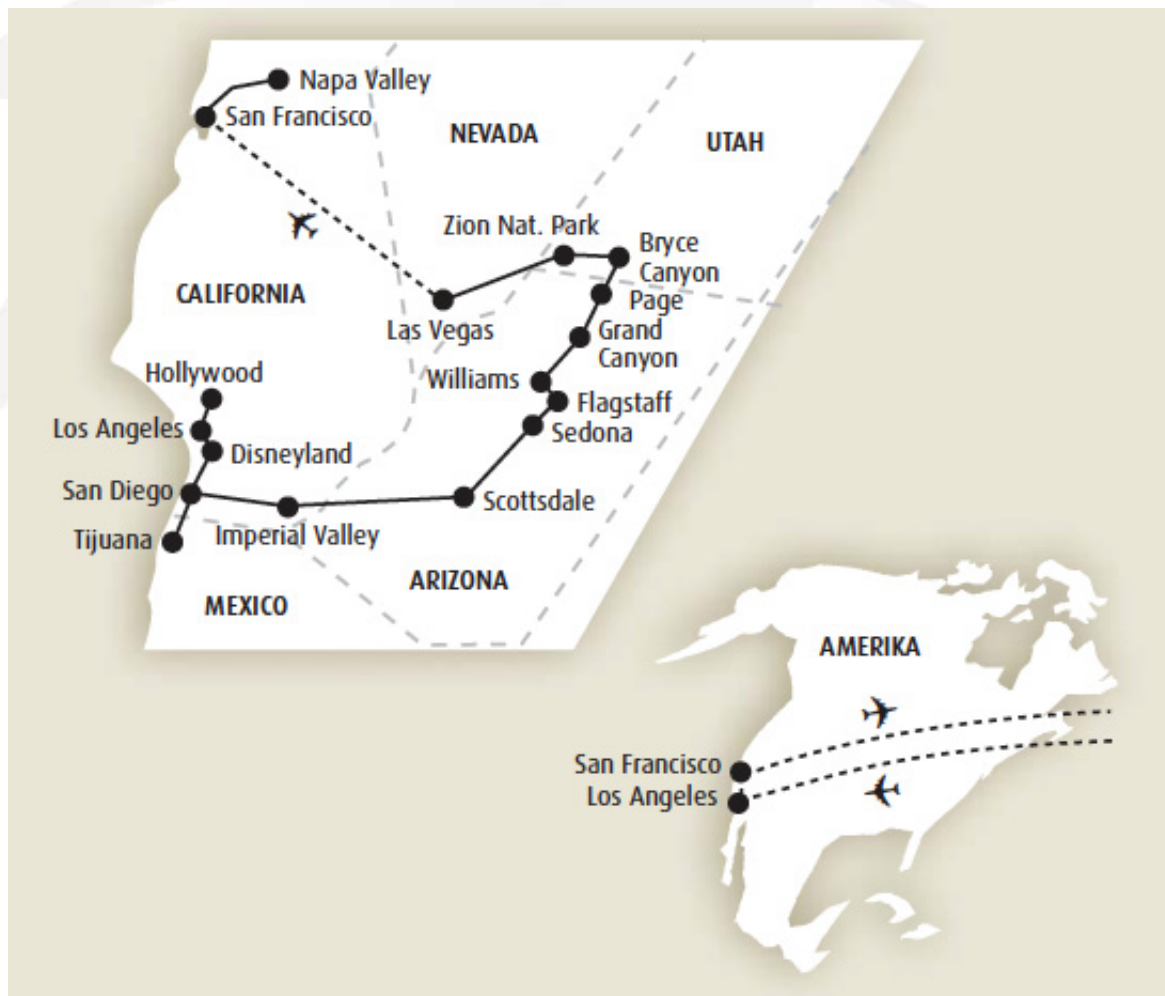 Napa Valley
San Francisco
NEVADA
UTAH
Zion Nat. Park
Bryce
Canyon
CALIFORNIA
Page
Las Vegas
Grand
Canyon
Hollywood
Williams
Flagstaff
Los Angeles
Sedona
Disneyland
San Diego
Scottsdale
Tijuana
Imperial Valley
ARIZONA
MEXICO
AMERIKA
San Francisco
Los Angeles